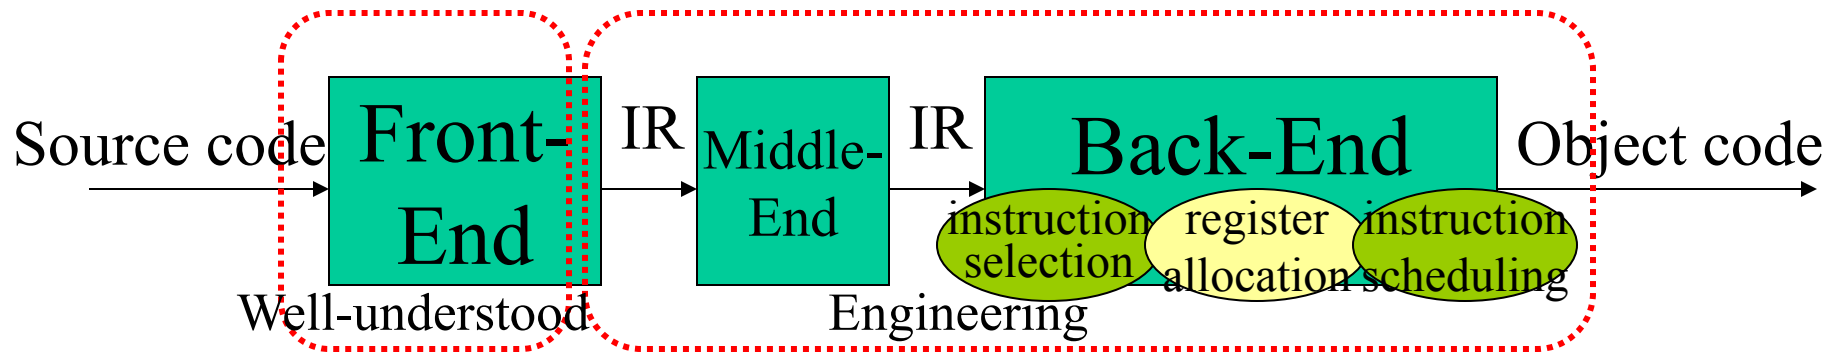 Source code
Front-
End
IR
Middle-
End
IR
Back-End
instruction
selection
register
allocation
instruction
scheduling
Object code
Well-understood
Engineering